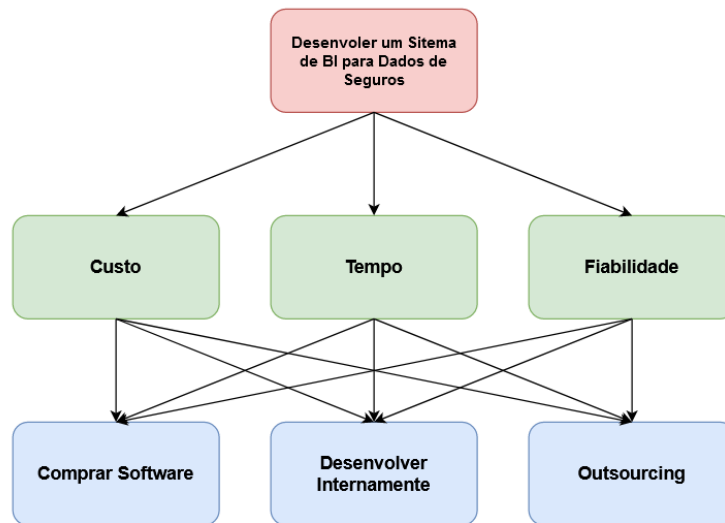 Desenvoler um Sitema
de BI para Dados de
Seguros
Custo
Tempo
Fiabilidade
Comprar Software
Desenvolver
Internamente
Outsourcing